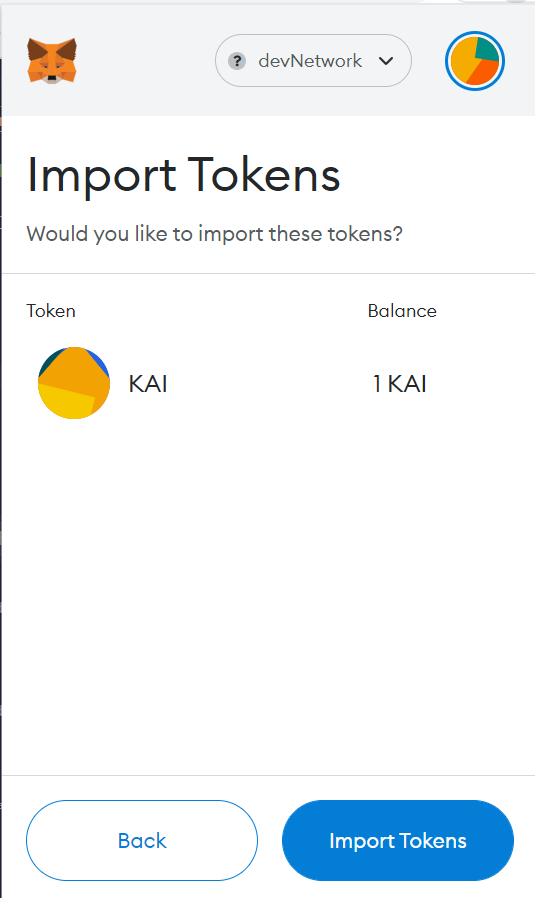 ? devNetwork
Import Tokens
Would you like to import these tokens?
Token Balance
KAI 1 KAI
Back Import Tokens